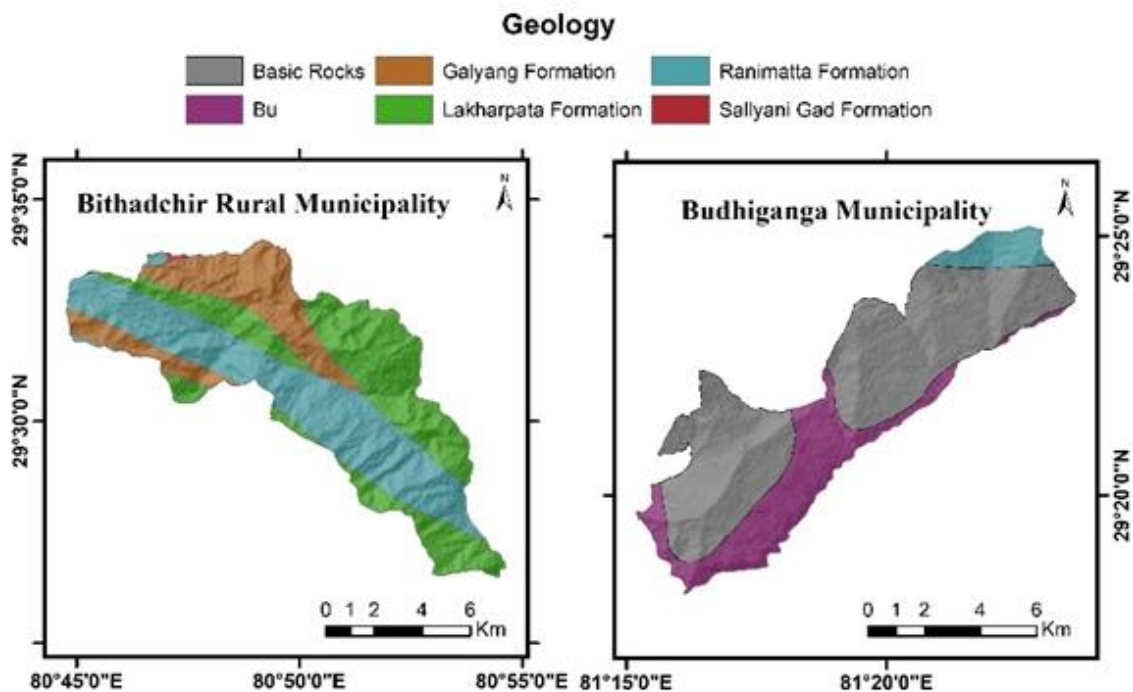 Geology
Basic Rocks
Galyang Formation
Ranimatta Formation
Bu
Lakharpata Formation
Sallyani Gad Formation
Bithadchir Rural Municipality
N
29°35'0"N
29°30'0"N
0 1 2 4 6
Km
80°45'0"E
80°50'0"E
80°55'0"E
Budhiganga Municipality
N
29°25'0"N
29°20'0"N
0 1 2 4 6
Km
81°15'0"E
81°20'0"E